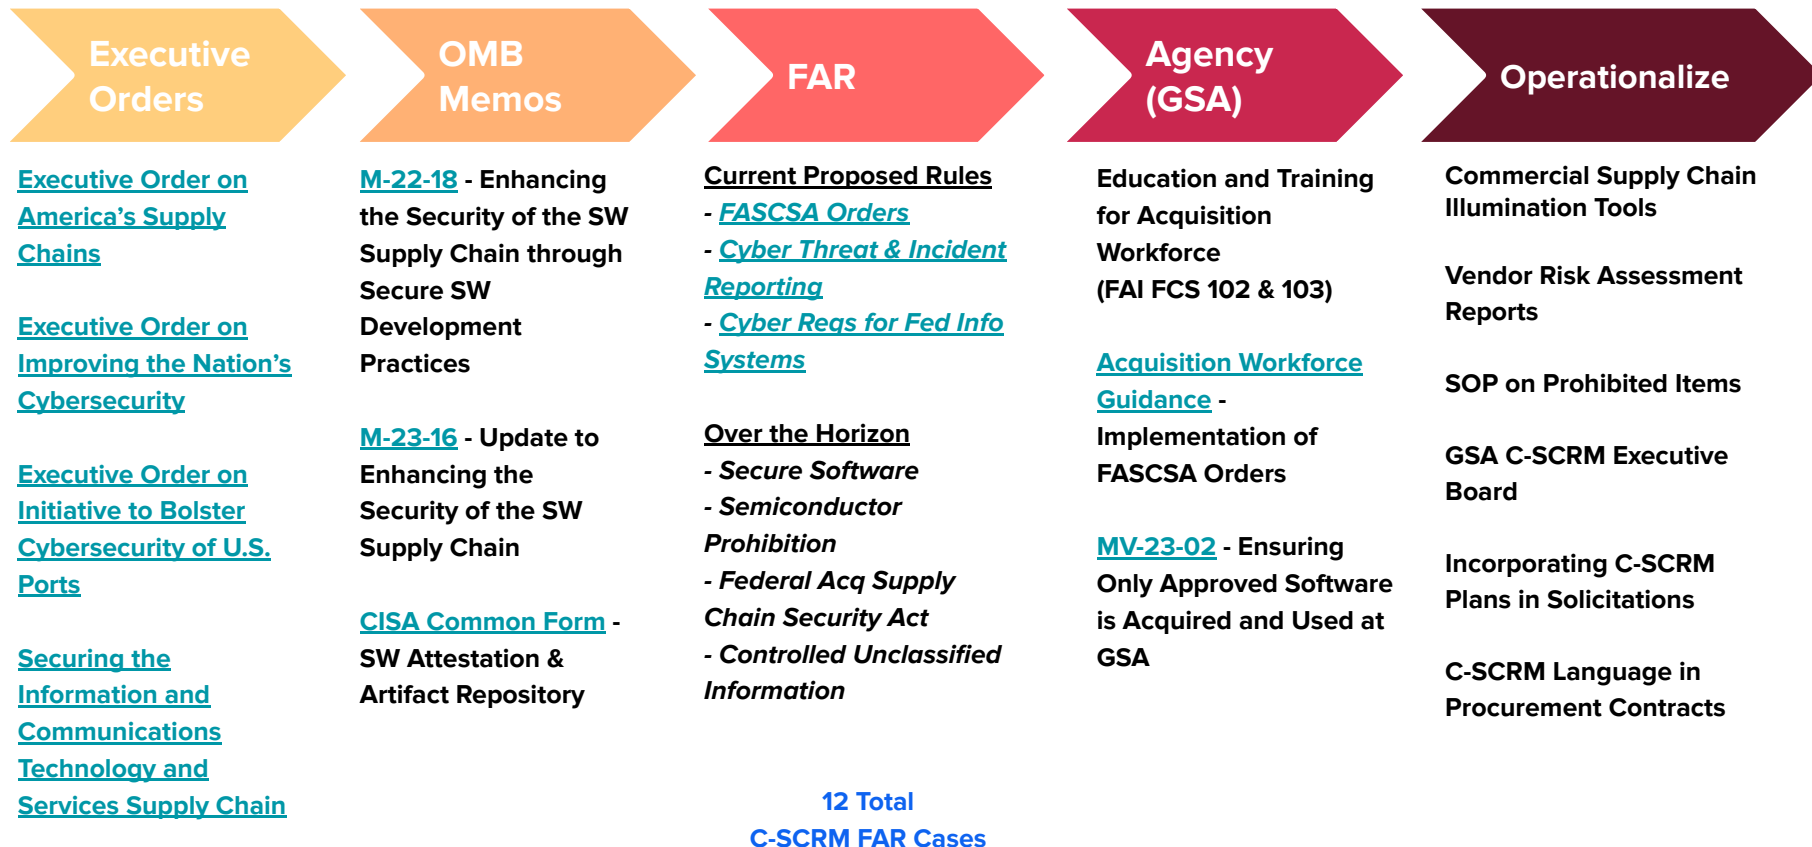 Executive
Orders
OMB
Memos
FAR
Agency
(GSA)
Operationalize
Executive Order on
America’s Supply
Chains
Executive Order on
Improving the Nation’s
Cybersecurity
Executive Order on
Initiative to Bolster
Cybersecurity of U.S.
Ports
Securing the
Information and
Communications
Technology and
Services Supply Chain
M-22-18 - Enhancing
the Security of the SW
Supply Chain through
Secure SW
Development
Practices
M-23-16 - Update to
Enhancing the
Security of the SW
Supply Chain
CISA Common Form -
SW Attestation &
Artifact Repository
Current Proposed Rules
- FASCSA Orders
- Cyber Threat & Incident
Reporting
- Cyber Reqs for Fed Info
Systems
Over the Horizon
- Secure Software
- Semiconductor
Prohibition
- Federal Acq Supply
Chain Security Act
- Controlled Unclassified
Information
12 Total
C-SCRM FAR Cases
Education and Training
for Acquisition
Workforce
(FAI FCS 102 & 103)
Acquisition Workforce
Guidance -
Implementation of
FASCSA Orders
MV-23-02 - Ensuring
Only Approved Software
is Acquired and Used at
GSA
Commercial Supply Chain
Illumination Tools
Vendor Risk Assessment
Reports
SOP on Prohibited Items
GSA C-SCRM Executive
Board
Incorporating C-SCRM
Plans in Solicitations
C-SCRM Language in
Procurement Contracts